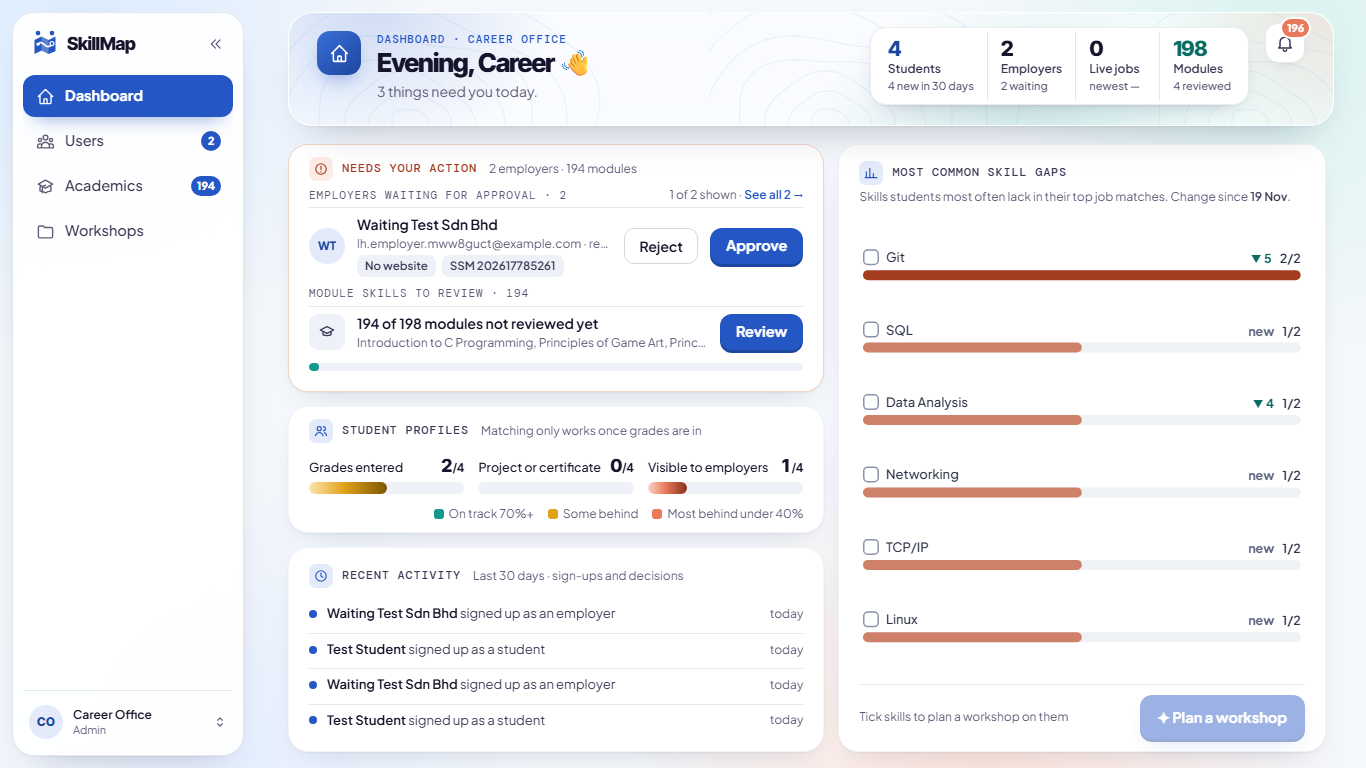 SkillMap
Dashboard
Users 2
Academics 194
Workshops
CO
Career Office
Admin
DASHBOARD · CAREER OFFICE
Evening, Career 👋
3 things need you today.
4
Students
4 new in 30 days
2
Employers
2 waiting
0
Live jobs
newest —
198
Modules
4 reviewed
196
NEEDS YOUR ACTION 2 employers · 194 modules
EMPLOYERS WAITING FOR APPROVAL · 2 1 of 2 shown · See all 2 →
WT
Waiting Test Sdn Bhd
lh.employer.mww8guct@example.com · re…
No website SSM 202617785261
Reject Approve
MODULE SKILLS TO REVIEW · 194
194 of 198 modules not reviewed yet
Introduction to C Programming, Principles of Game Art, Princ…
Review
STUDENT PROFILES Matching only works once grades are in
Grades entered 2/4 Project or certificate 0/4 Visible to employers 1/4
On track 70%+ Some behind Most behind under 40%
RECENT ACTIVITY Last 30 days · sign-ups and decisions
Waiting Test Sdn Bhd signed up as an employer today
Test Student signed up as a student today
Waiting Test Sdn Bhd signed up as an employer today
Test Student signed up as a student today
MOST COMMON SKILL GAPS
Skills students most often lack in their top job matches. Change since 19 Nov.
Git ▼5 2/2
SQL new 1/2
Data Analysis ▼4 1/2
Networking new 1/2
TCP/IP new 1/2
Linux new 1/2
Tick skills to plan a workshop on them
✦ Plan a workshop